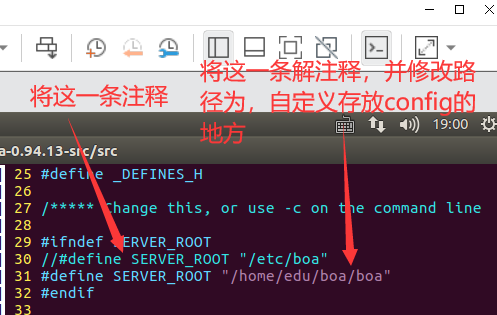 将这一条注释
将这一条解注释，并修改路
径为，自定义存放config的
地方
19:00
a-0.94.13-src/src
25 #define _DEFINES_H
26
27 /***** Change this, or use -c on the command line
28
29 #ifndef SERVER_ROOT
30 //#define SERVER_ROOT "/etc/boa"
31 #define SERVER_ROOT "/home/edu/boa/boa"
32 #endif
33